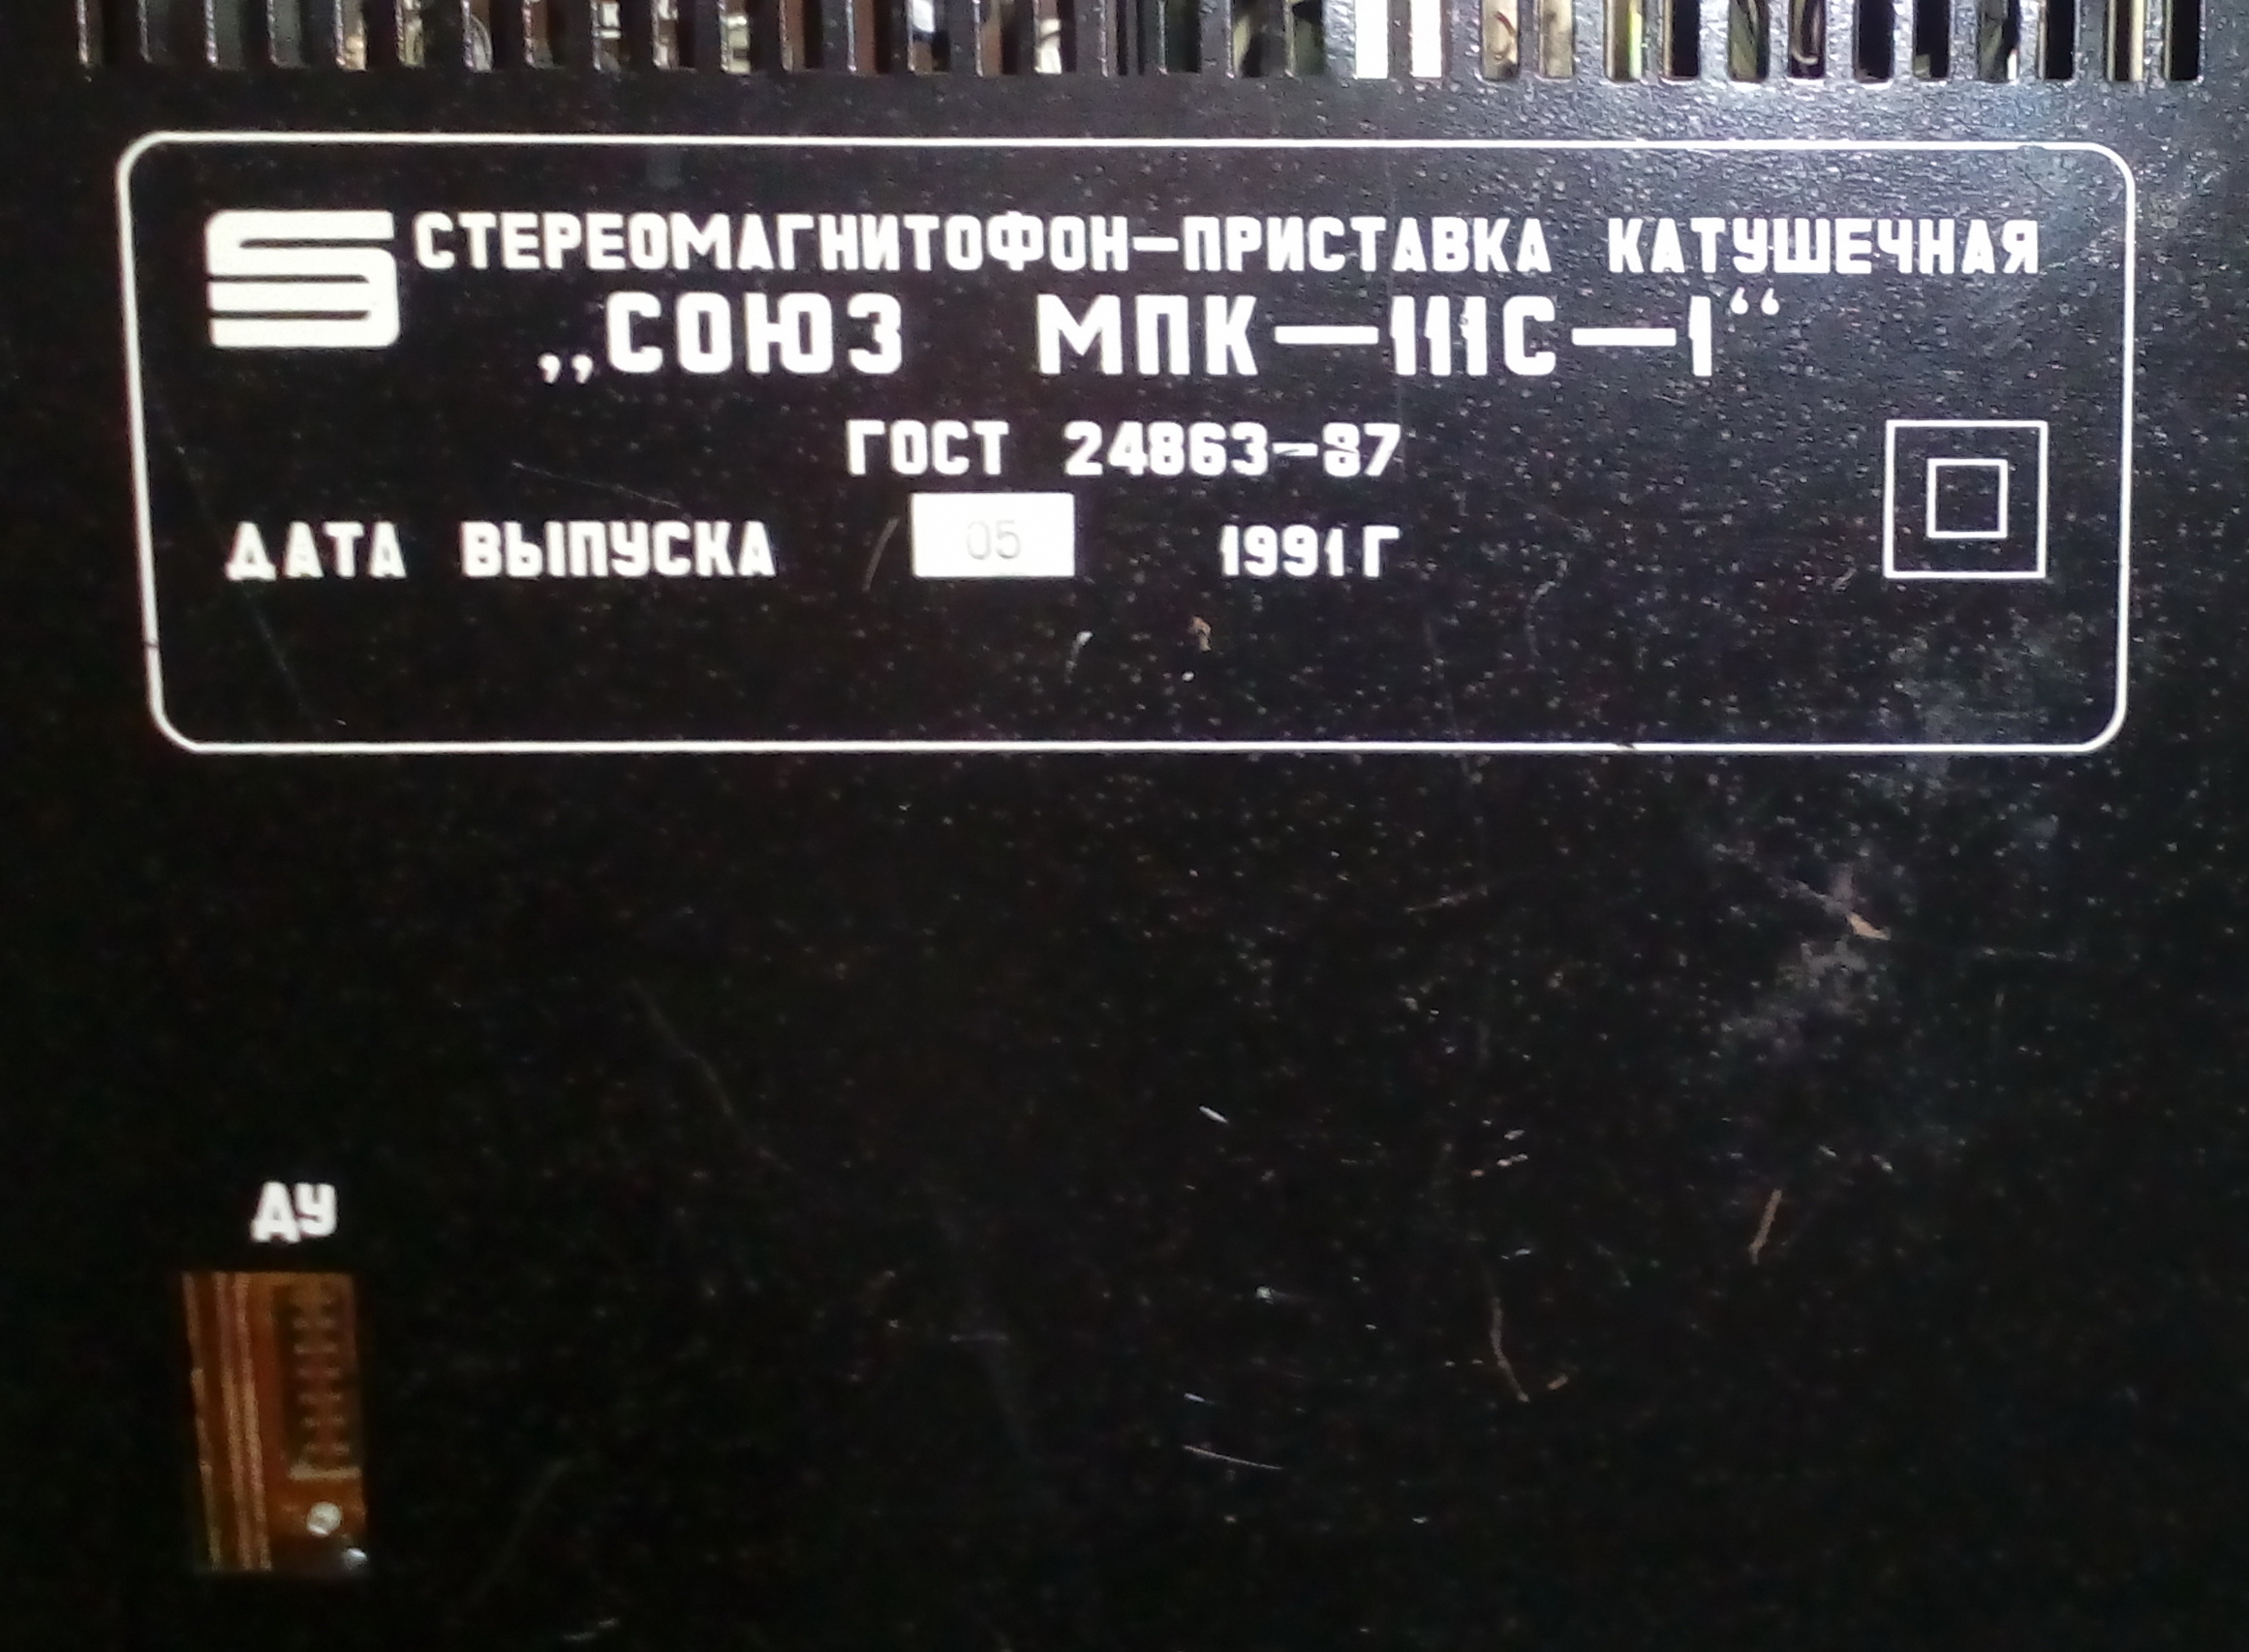 СТЕРЕОМАГНИТОФОН-ПРИСТАВКА КАТУШЕЧНАЯ
„СОЮЗ МПК—111С—1“
ГОСТ 24863-87
ДАТА ВЫПУСКА 05 1991 Г
ДУ